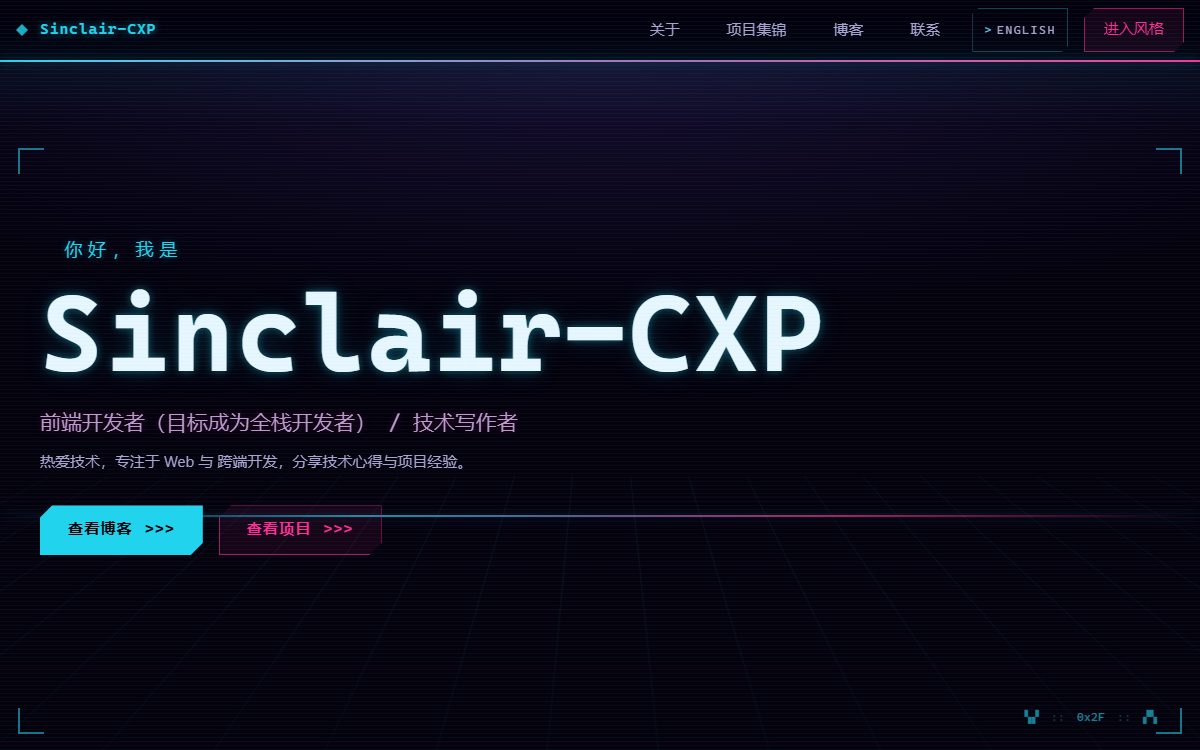 Sinclair-CXP
关于
项目集锦
博客
联系
> ENGLISH
进入风格
你好，我是
Sinclair-CXP
前端开发者（目标成为全栈开发者） / 技术写作者
热爱技术，专注于 Web 与 跨端开发，分享技术心得与项目经验。
查看博客 >>>
查看项目 >>>
:: 0x2F ::